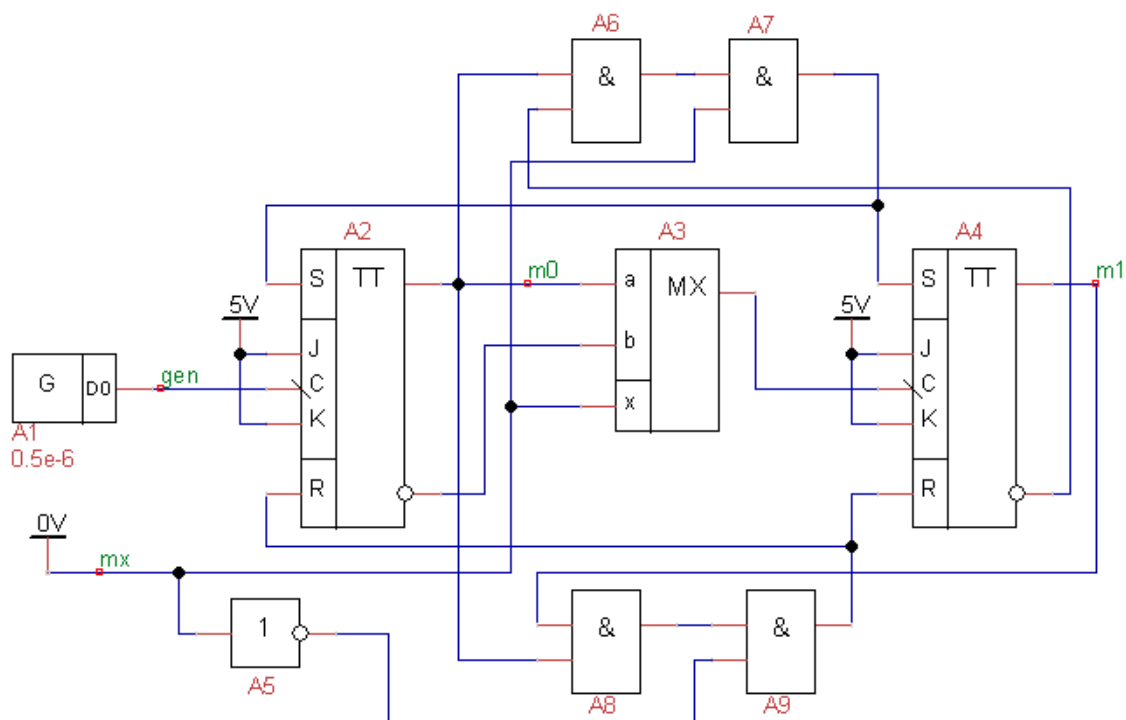 A6
A7
&
&
A2
A3
A4
S
TT
m0
a
MX
S
TT
m1
5V
5V
b
J
J
G
D0
gen
C
C
x
K
K
A1
0.5e-6
R
R
0V
mx
1
&
&
A5
A8
A9